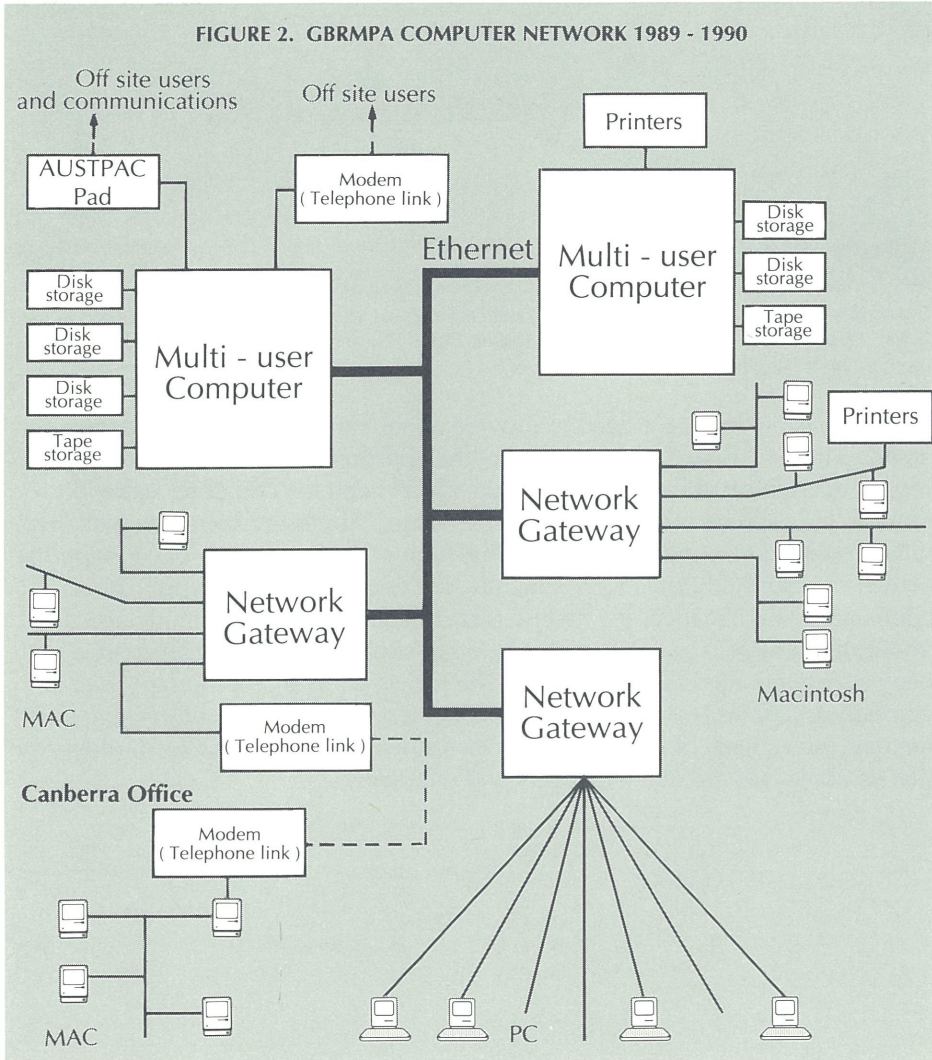 FIGURE 2. GBRMPA COMPUTER NETWORK 1989 - 1990
Off site users
and communications
Off site users
Printers
AUSTPAC
Pad
Modem
( Telephone link )
Ethernet
Multi - user
Computer
Disk
storage
Disk
storage
Tape
storage
Disk
storage
Disk
storage
Disk
storage
Tape
storage
Multi - user
Computer
Printers
Network
Gateway
Network
Gateway
MAC
Macintosh
Network
Gateway
Modem
( Telephone link )
Canberra Office
Modem
( Telephone link )
MAC
PC